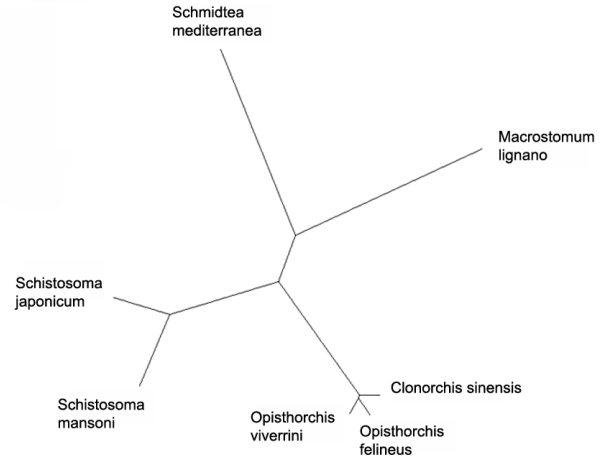 Schmidtea
mediterranea
Macrostomum
lignano
Schistosoma
japonicum
Clonorchis sinensis
Schistosoma
mansoni
Opisthorchis
viverrini
Opisthorchis
felineus